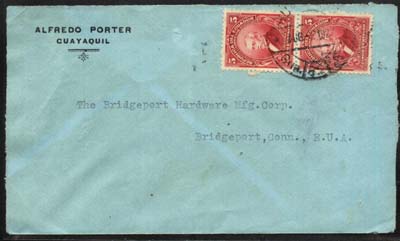 ALFREDO PORTER
GUAYAQUIL
The Bridgeport Hardware Mfg.Corp.
Bridgeport,Conn., E.U.A.